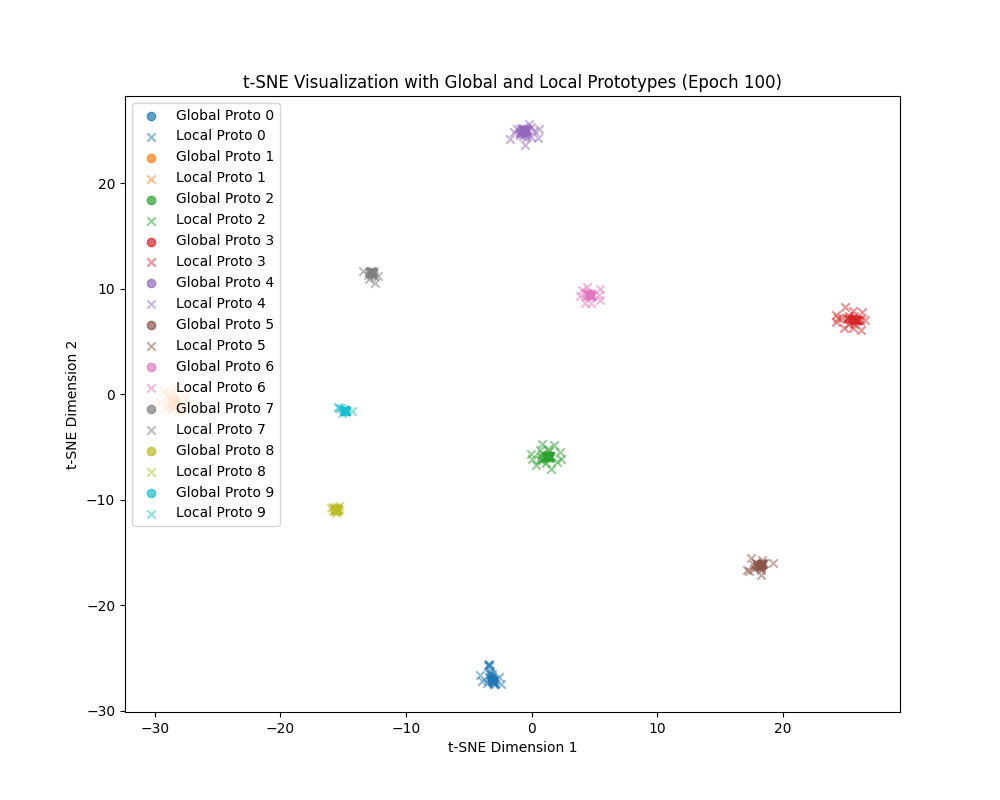 t-SNE Visualization with Global and Local Prototypes (Epoch 100)
Global Proto 0
Local Proto 0
Global Proto 1
Local Proto 1
Global Proto 2
Local Proto 2
Global Proto 3
Local Proto 3
Global Proto 4
Local Proto 4
Global Proto 5
Local Proto 5
Global Proto 6
Local Proto 6
Global Proto 7
Local Proto 7
Global Proto 8
Local Proto 8
Global Proto 9
Local Proto 9
t-SNE Dimension 2
20
10
0
−10
−20
−30
−30
−20
−10
0
10
20
t-SNE Dimension 1